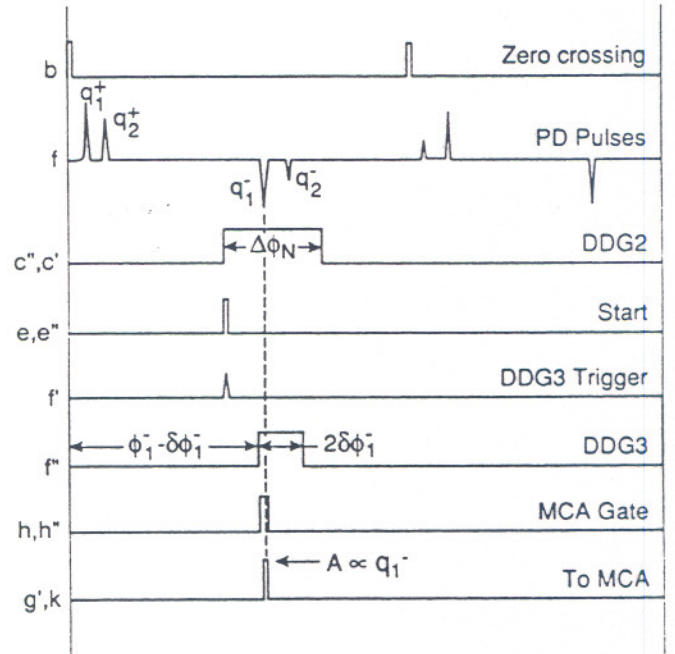 b Zero crossing
q₁⁺
q₂⁺
f PD Pulses
q₁⁻ q₂⁻
c",c' Δϕ_N DDG2
e,e" Start
f' DDG3 Trigger
f" ϕ₁⁻-δϕ₁⁻ 2δϕ₁⁻ DDG3
h,h" MCA Gate
g',k A ∝ q₁- To MCA